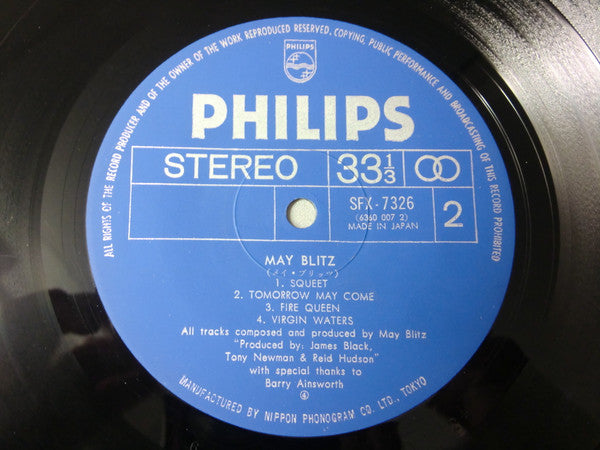 ALL RIGHTS OF THE RECORD PRODUCER AND OF THE OWNER OF THE WORK REPRODUCED RESERVED. COPYING, PUBLIC PERFORMANCE AND BROADCASTING OF THIS RECORD PROHIBITED
PHILIPS
PHILIPS
STEREO 33 1/3
SFX-7326
(6360 007 2)
MADE IN JAPAN
2
MAY BLITZ
(メイ・ブリッツ)
1. SQUEET
2. TOMORROW MAY COME
3. FIRE QUEEN
4. VIRGIN WATERS
All tracks composed and produced by May Blitz
"Produced by: James Black,
Tony Newman & Reid Hudson"
with special thanks to
Barry Ainsworth
④
MANUFACTURED BY NIPPON PHONOGRAM CO. LTD., TOKYO